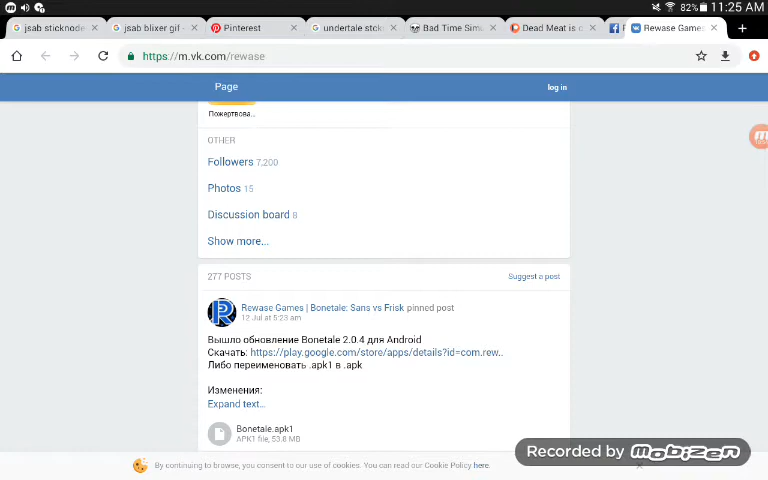 82% 11:25 AM
jsab sticknode
jsab blixer gif -
Pinterest
undertale stck
Bad Time Simu
Dead Meat is c
F
Rewase Games
https://m.vk.com/rewase
Page
log in
Пожертвова...
OTHER
Followers 7,200
Photos 15
Discussion board 8
Show more...
277 POSTS
Suggest a post
Rewase Games | Bonetale: Sans vs Frisk pinned post
12 Jul at 5:23 am
Вышло обновление Bonetale 2.0.4 для Android
Скачать: https://play.google.com/store/apps/details?id=com.rew..
Либо переименовать .apk1 в .apk
Изменения:
Expand text...
Bonetale.apk1
APK1 file, 53.8 MB
Recorded by mobizen
By continuing to browse, you consent to our use of cookies. You can read our Cookie Policy here.